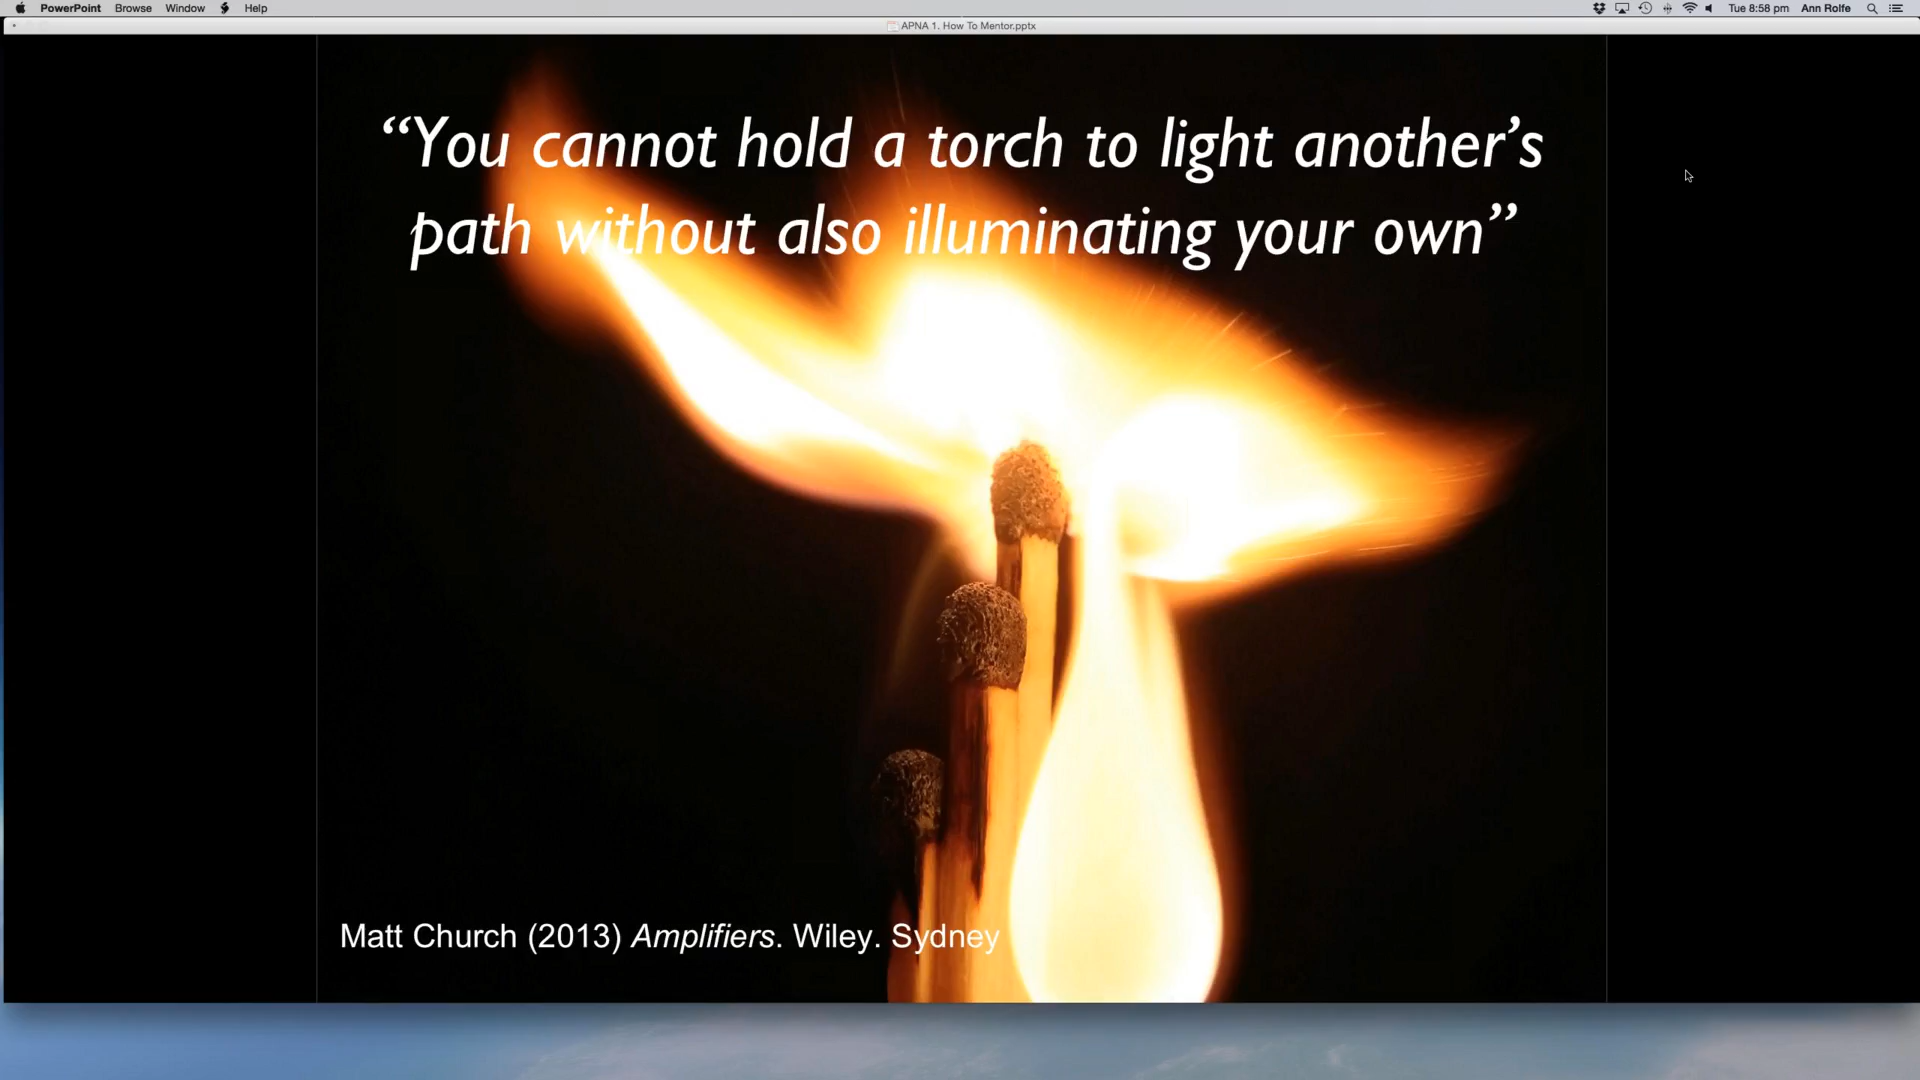 PowerPoint Browse Window Help Tue 8:58 pm Ann Rolfe
APNA 1. How To Mentor.pptx
“You cannot hold a torch to light another’s
path without also illuminating your own”
Matt Church (2013) Amplifiers. Wiley. Sydney